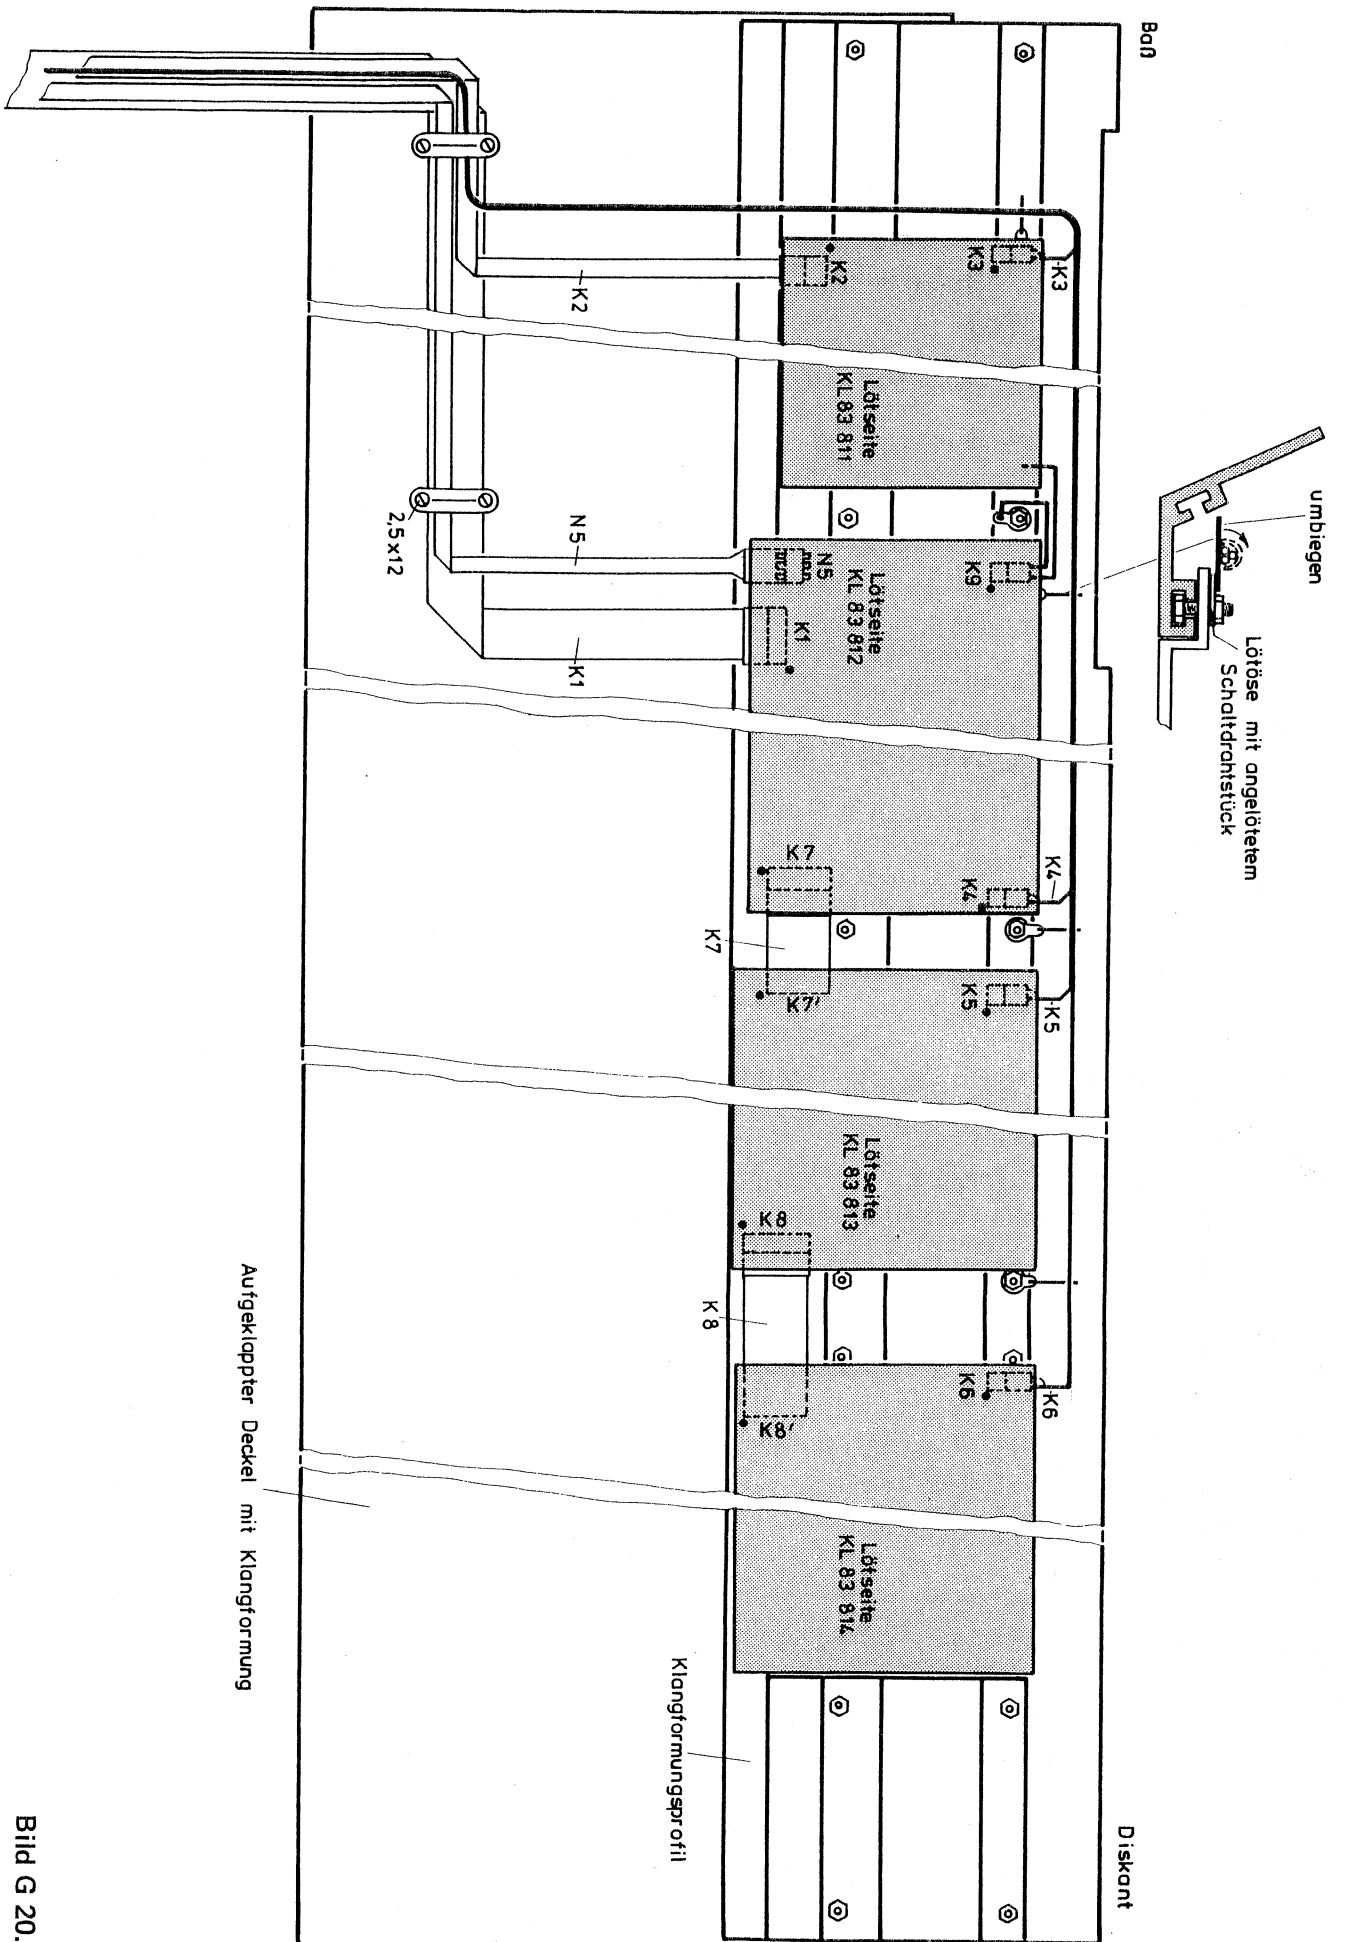 Baß
Diskant
umbiegen
Lötöse mit angelötetem
Schaltdrahtstück
K3
K3
K2
K2
Lötseite
KL 83 811
2,5x12
N5
N5
K9
K1
K1
Lötseite
KL 83 812
K4
K4
K7
K7
K7'
K5
K5
Lötseite
KL 83 813
K8
K8
K8'
K6
K6
Lötseite
KL 83 814
Klangformungsprofil
Aufgeklappter Deckel mit Klangformung
Bild G 20.